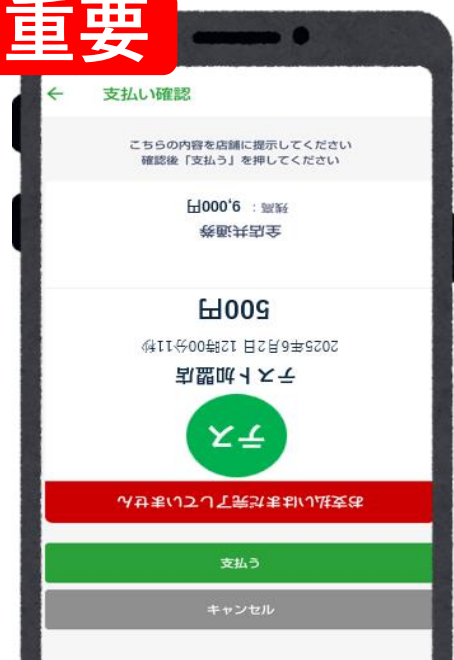 重要
← 支払い確認
こちらの内容を店舗に提示してください
確認後「支払う」を押してください
お支払いはまだ完了していません
テス
テスト加盟店
2025年6月2日 12時00分11秒
500円
全店共通券
残高： 9,000円
支払う
キャンセル